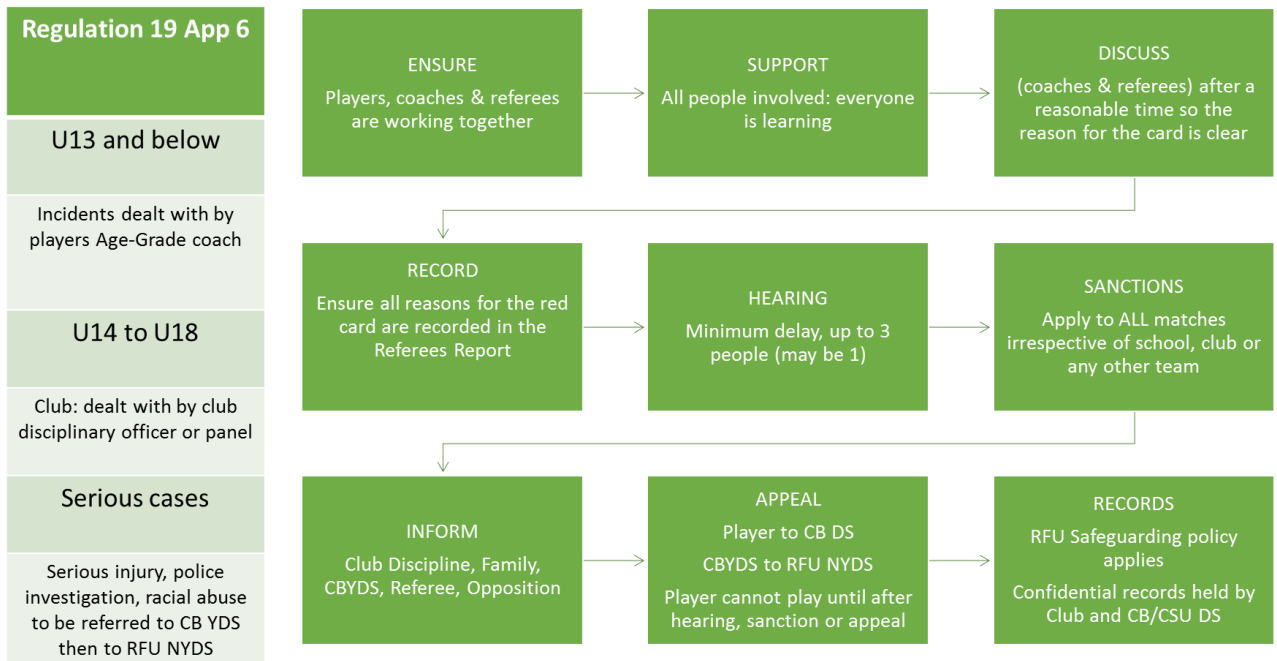 Regulation 19 App 6
U13 and below
Incidents dealt with by
players Age-Grade coach
U14 to U18
Club: dealt with by club
disciplinary officer or panel
Serious cases
Serious injury, police
investigation, racial abuse
to be referred to CB YDS
then to RFU NYDS
ENSURE
Players, coaches & referees
are working together
SUPPORT
All people involved: everyone
is learning
DISCUSS
(coaches & referees) after a
reasonable time so the
reason for the card is clear
RECORD
Ensure all reasons for the red
card are recorded in the
Referees Report
HEARING
Minimum delay, up to 3
people (may be 1)
SANCTIONS
Apply to ALL matches
irrespective of school, club or
any other team
INFORM
Club Discipline, Family,
CBYDS, Referee, Opposition
APPEAL
Player to CB DS
CBYDS to RFU NYDS
Player cannot play until after
hearing, sanction or appeal
RECORDS
RFU Safeguarding policy
applies
Confidential records held by
Club and CB/CSU DS